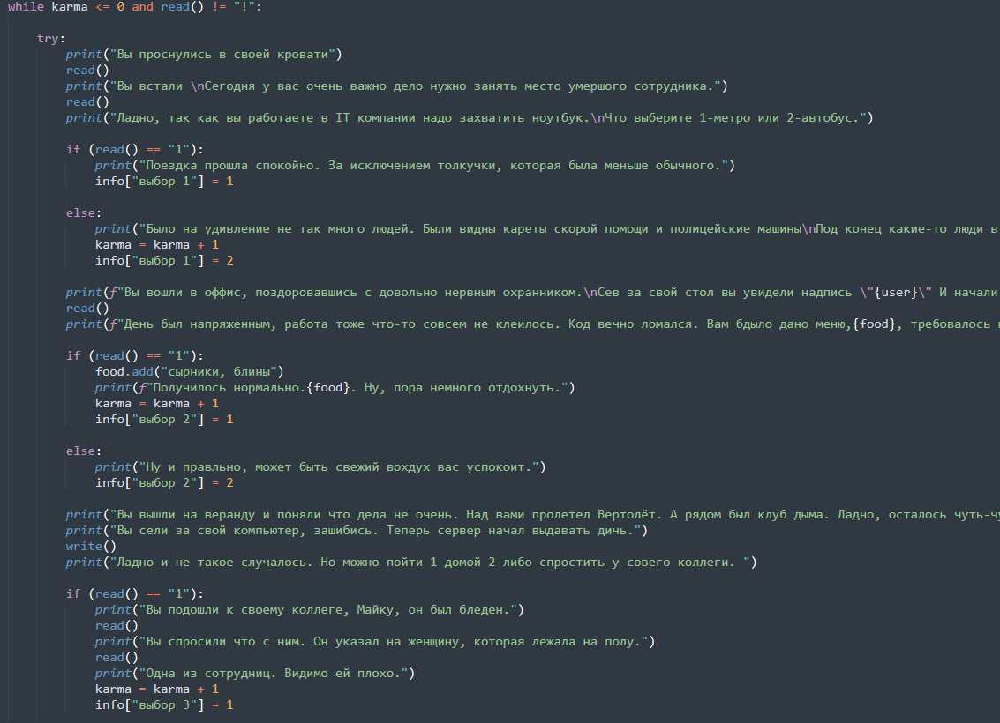 while karma <= 0 and read() != "!":
try:
print("Вы проснулись в своей кровати")
read()
print("Вы встали \nСегодня у вас очень важно дело нужно занять место умершого сотрудника.")
read()
print("Ладно, так как вы работаете в IT компании надо захватить ноутбук.\nЧто выберите 1-метро или 2-автобус.")
if (read() == "1"):
print("Поездка прошла спокойно. За исключением толкучки, которая была меньше обычного.")
info["выбор 1"] = 1
else:
print("Было на удивление не так много людей. Были видны кареты скорой помощи и полицейские машины\nПод конец какие-то люди в
karma = karma + 1
info["выбор 1"] = 2
print(f"Вы вошли в оффис, поздоровавшись с довольно нервным охранником.\nСев за свой стол вы увидели надпись \"{user}\" И начали
read()
print(f"День был напряженным, работа тоже что-то совсем не клеилось. Код вечно ломался. Вам бдыло дано меню,{food}, требовалось
if (read() == "1"):
food.add("сырники, блины")
print(f"Получилось нормально.{food}. Ну, пора немного отдохнуть.")
karma = karma + 1
info["выбор 2"] = 1
else:
print("Ну и правльно, может быть свежий вохдух вас успокоит.")
info["выбор 2"] = 2
print("Вы вышли на веранду и поняли что дела не очень. Над вами пролетел Вертолёт. А рядом был клуб дыма. Ладно, осталось чуть-чу
print("Вы сели за свой компьютер, зашибись. Теперь сервер начал выдавать дичь.")
write()
print("Ладно и не такое случалось. Но можно пойти 1-домой 2-либо спростить у совего коллеги. ")
if (read() == "1"):
print("Вы подошли к своему коллеге, Майку, он был бледен.")
read()
print("Вы спросили что с ним. Он указал на женщину, которая лежала на полу.")
read()
print("Одна из сотрудниц. Видимо ей плохо.")
karma = karma + 1
info["выбор 3"] = 1